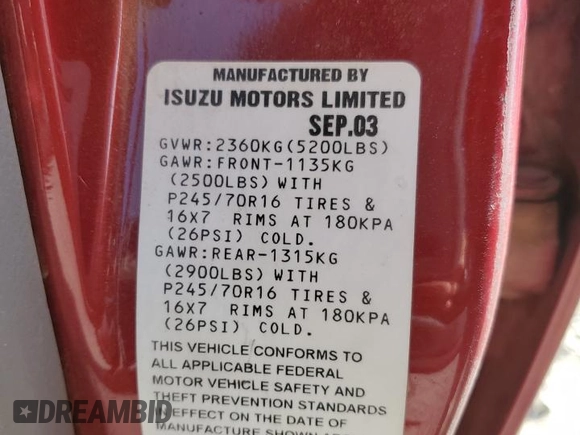 MANUFACTURED BY
ISUZU MOTORS LIMITED
SEP.03
GVWR:2360KG(5200LBS)
GAWR:FRONT-1135KG
(2500LBS) WITH
P245/70R16 TIRES &
16X7 RIMS AT 180KPA
(26PSI) COLD.
GAWR:REAR-1315KG
(2900LBS) WITH
P245/70R16 TIRES &
16X7 RIMS AT 180KPA
(26PSI) COLD.
THIS VEHICLE CONFORMS TO
ALL APPLICABLE FEDERAL
MOTOR VEHICLE SAFETY AND
THEFT PREVENTION STANDARDS
EFFECT ON THE DATE OF
MANUFACTURE SHOWN
DREAMBID